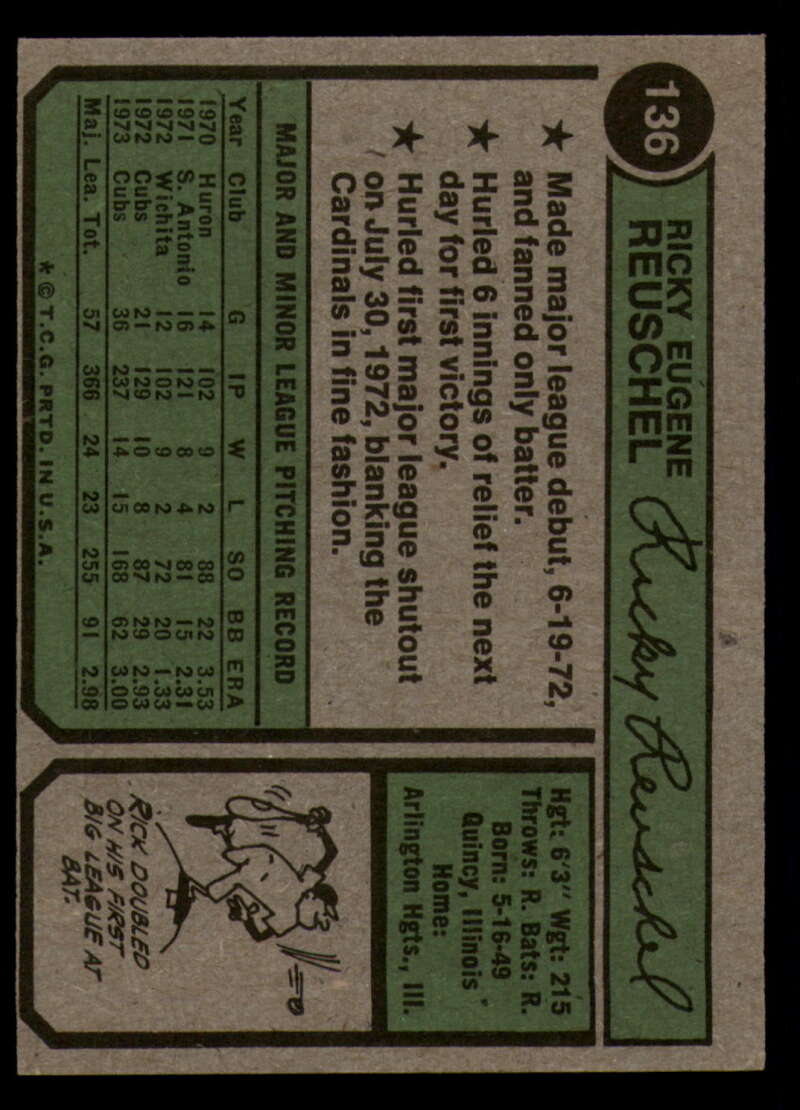 136
RICKY EUGENE
REUSCHEL
Ricky Reuschel
★ Made major league debut, 6-19-72,
and fanned only batter.
★ Hurled 6 innings of relief the next
day for first victory.
★ Hurled first major league shutout
on July 30, 1972, blanking the
Cardinals in fine fashion.
MAJOR AND MINOR LEAGUE PITCHING RECORD
Year Club G IP W L SO BB ERA
1970 Huron 14 102 9 2 88 22 3.53
1971 S. Antonio 16 121 8 4 81 15 2.31
1972 Wichita 12 102 9 2 72 20 1.33
1972 Cubs 21 129 10 8 87 29 2.93
1973 Cubs 36 237 14 15 168 62 3.00
Maj. Lea. Tot. 57 366 24 23 255 91 2.98
* © T.C.G. PRTD. IN U.S.A.
Hgt: 6'3" Wgt: 215
Throws: R. Bats: R.
Born: 5-16-49
Quincy, Illinois
Home:
Arlington Hgts., Ill.
RICK DOUBLED
ON HIS FIRST
BIG LEAGUE AT
BAT.